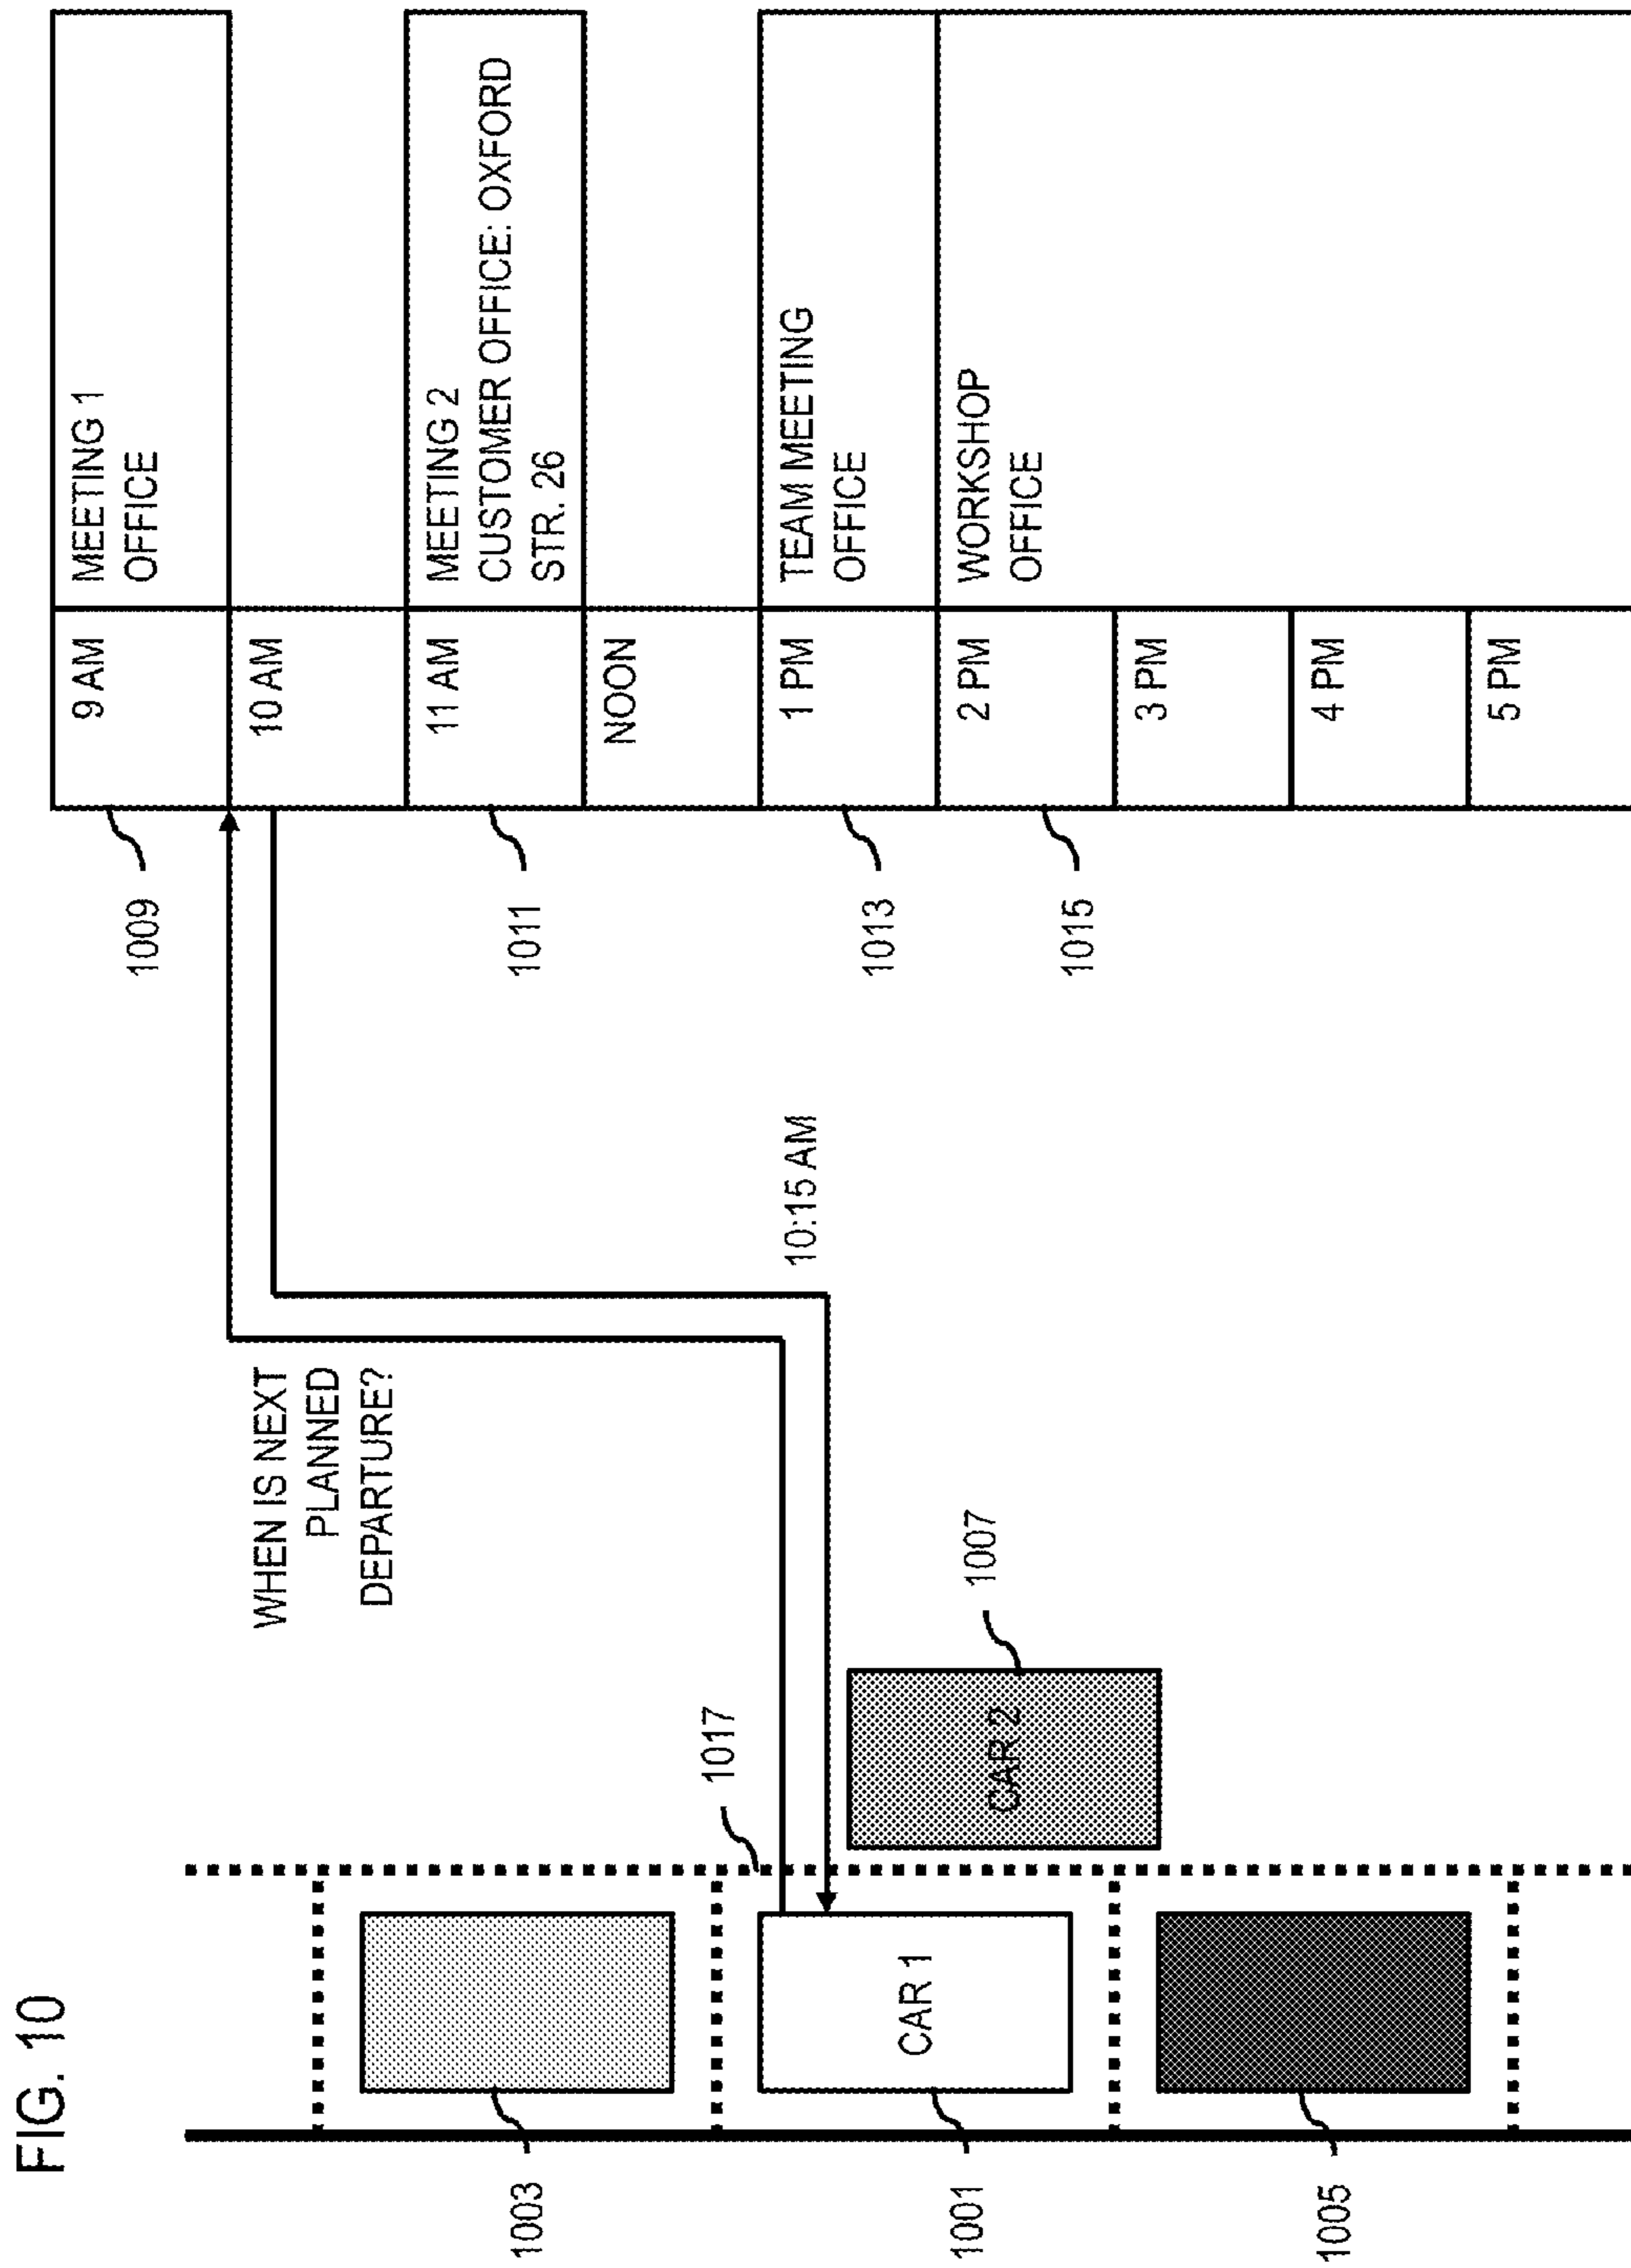 FIG. 10
1003
1001
1005
CAR 1
1017
CAR 2
1007
WHEN IS NEXT
PLANNED
DEPARTURE?
10:15 AM
1009
1011
1013
1015
9 AM
MEETING 1
OFFICE
10 AM
11 AM
MEETING 2
CUSTOMER OFFICE: OXFORD
STR. 26
NOON
1 PM
TEAM MEETING
OFFICE
2 PM
WORKSHOP
OFFICE
3 PM
4 PM
5 PM